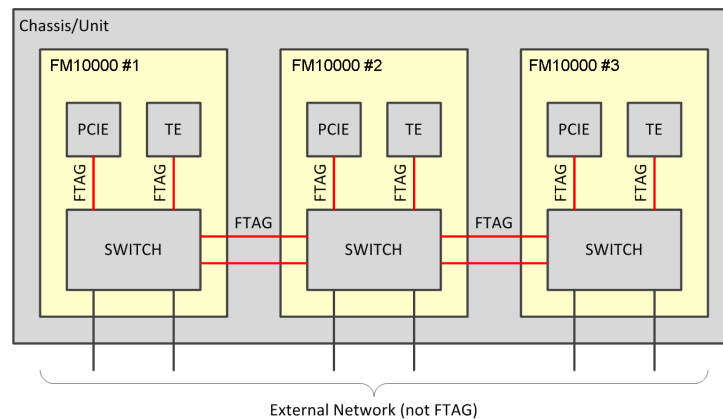 Chassis/Unit
FM10000 #1
FM10000 #2
FM10000 #3
PCIE
TE
PCIE
TE
PCIE
TE
FTAG
FTAG
FTAG
FTAG
FTAG
FTAG
FTAG
FTAG
SWITCH
SWITCH
SWITCH
External Network (not FTAG)